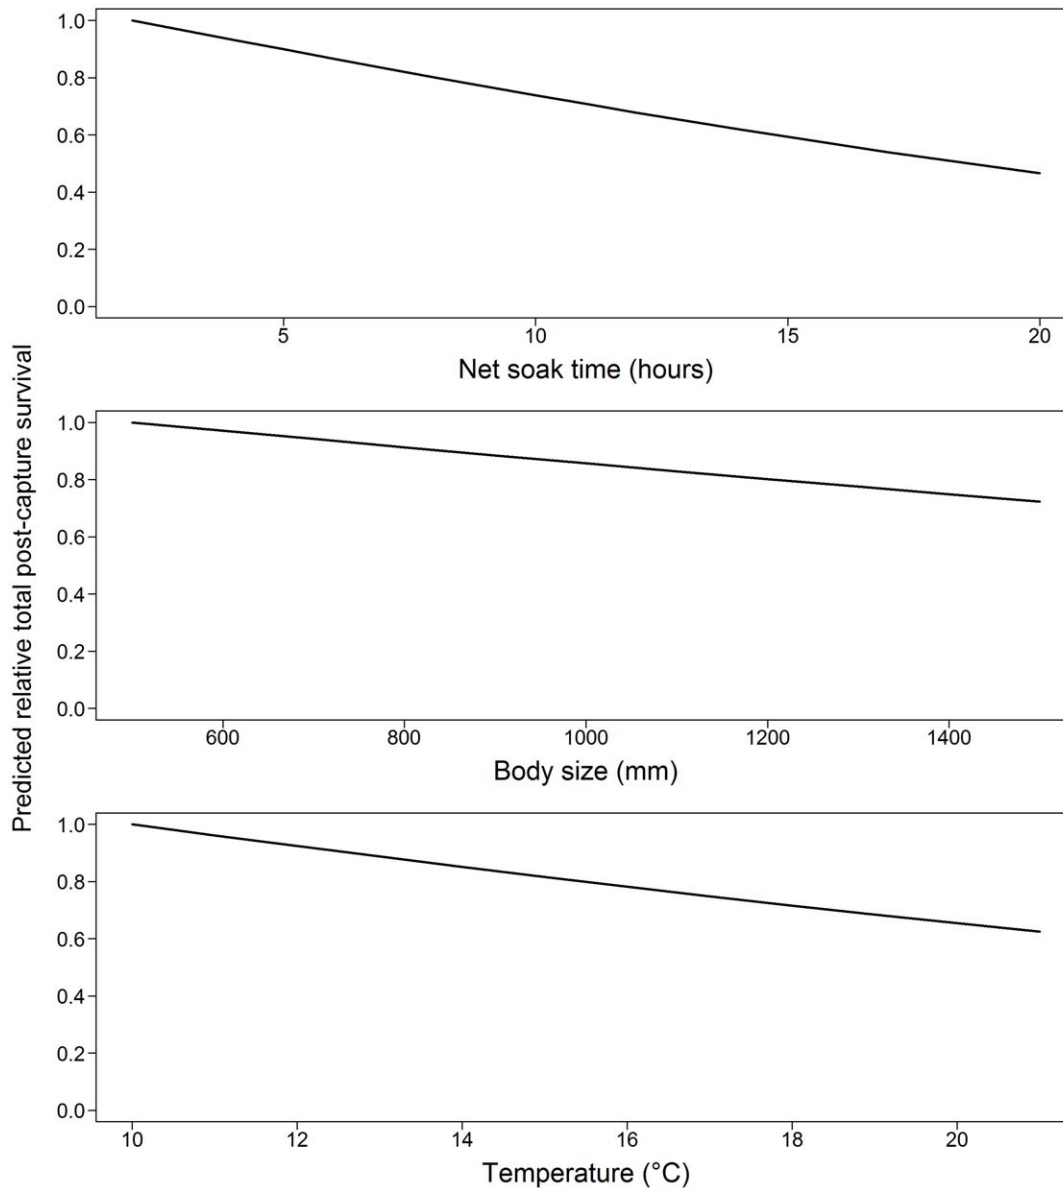 Predicted relative total post-capture survival
1.0
0.8
0.6
0.4
0.2
0.0
5 10 15 20
Net soak time (hours)
1.0
0.8
0.6
0.4
0.2
0.0
600 800 1000 1200 1400
Body size (mm)
1.0
0.8
0.6
0.4
0.2
0.0
10 12 14 16 18 20
Temperature (°C)